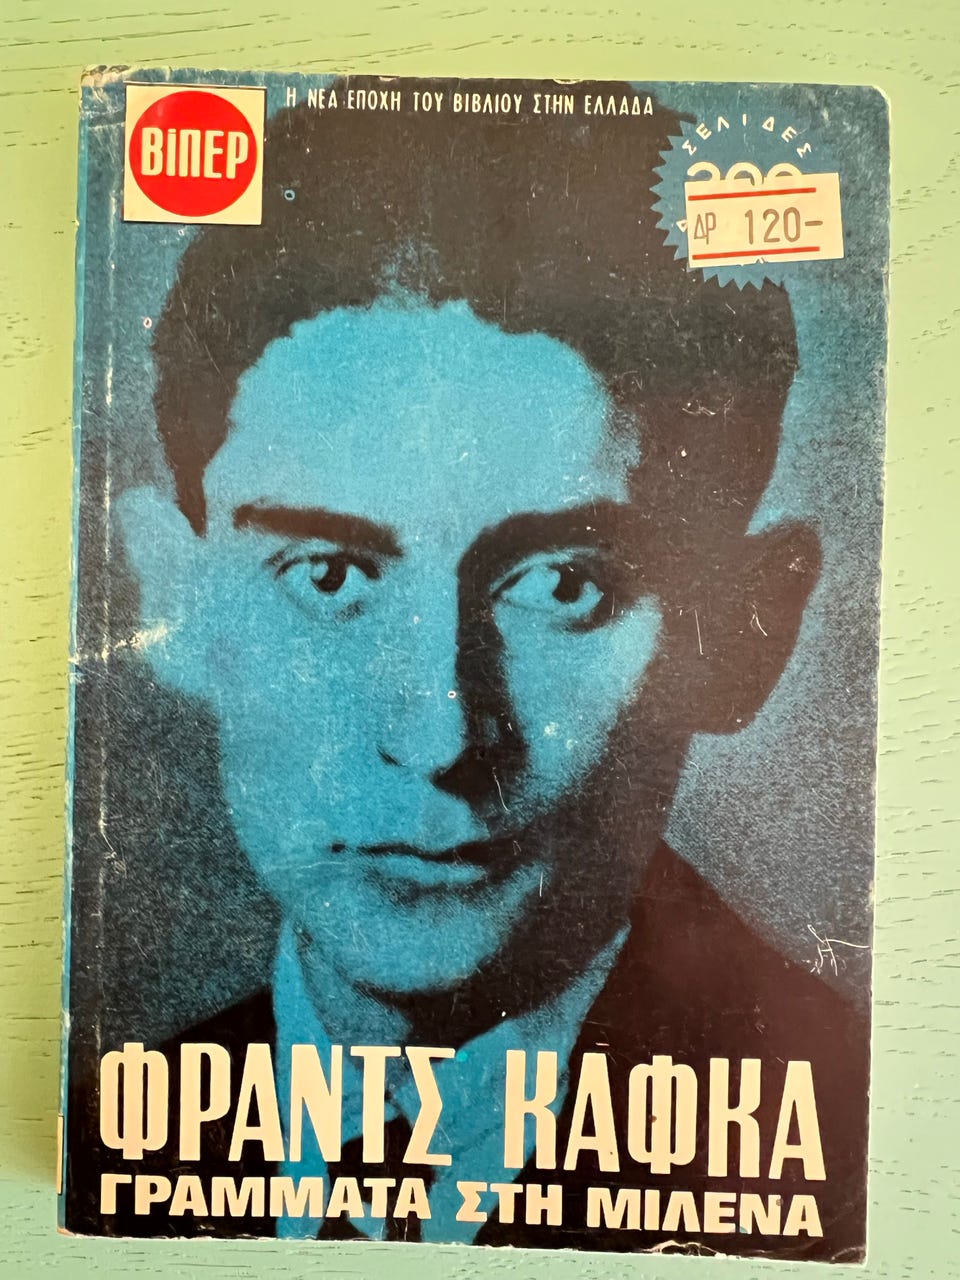 Η ΝΕΑ ΕΠΟΧΗ ΤΟΥ ΒΙΒΛΙΟΥ ΣΤΗΝ ΕΛΛΑΔΑ
ΒΙΠΕΡ
ΣΕΛΙΔΕΣ
ΔΡ 120-
ΦΡΑΝΤΣ ΚΑΦΚΑ
ΓΡΑΜΜΑΤΑ ΣΤΗ ΜΙΛΕΝΑ